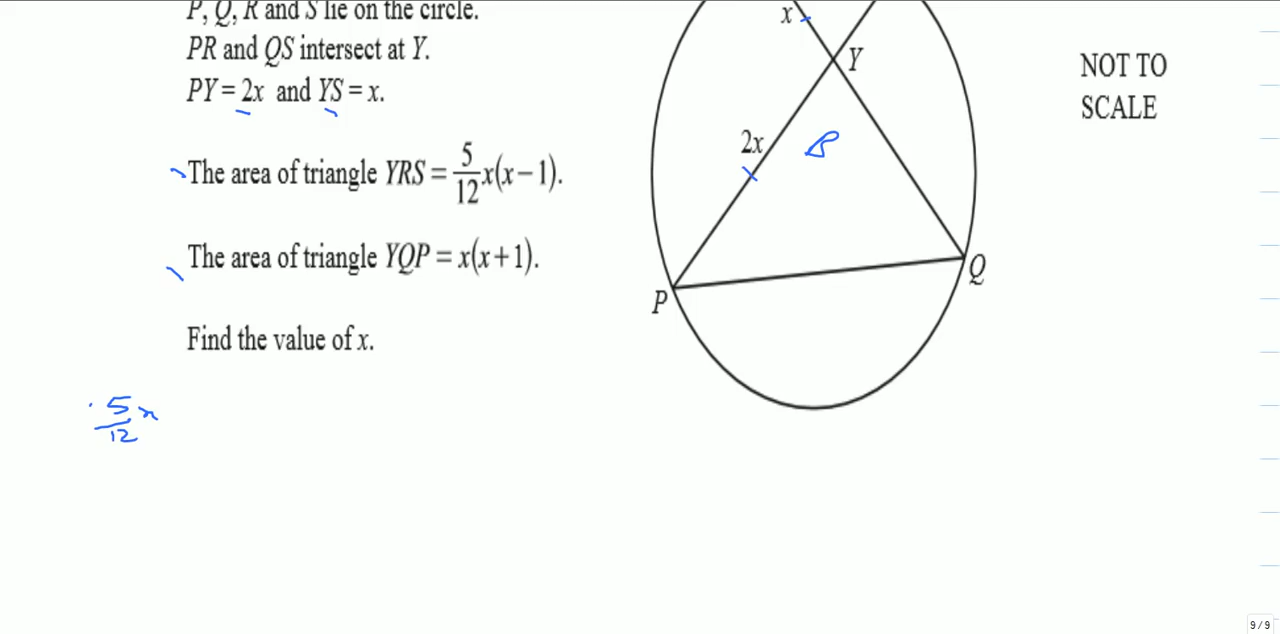 P, Q, R and S lie on the circle.
PR and QS intersect at Y.
PY = 2x and YS = x.
The area of triangle YRS = 5/12 x(x − 1).
The area of triangle YQP = x(x + 1).
Find the value of x.
5/12 x
x
Y
2x
P
Q
NOT TO
SCALE
9 / 9